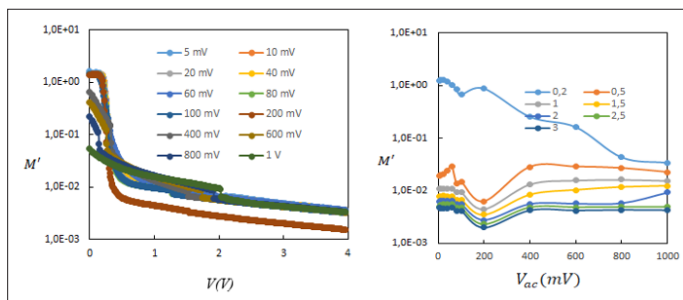 1,0E+01
1,0E+00
1,0E-01
1,0E-02
1,0E-03
M'
0 1 2 3 4
V(V)
5 mV 10 mV
20 mV 40 mV
60 mV 80 mV
100 mV 200 mV
400 mV 600 mV
800 mV 1 V
1,0E+01
1,0E+00
1,0E-01
1,0E-02
1,0E-03
M'
0 200 400 600 800 1000
V_ac(mV)
0,2 0,5
1 1,5
2 2,5
3